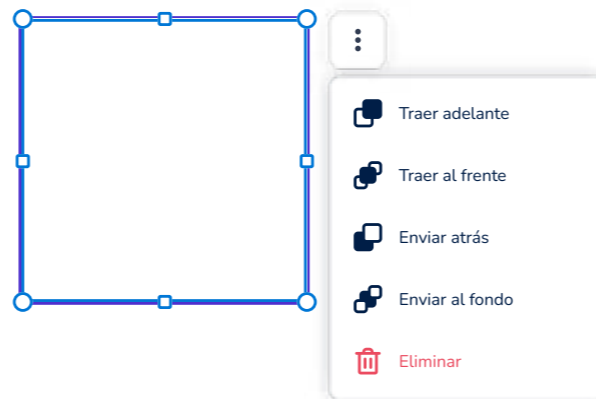 Traer adelante
Traer al frente
Enviar atrás
Enviar al fondo
Eliminar